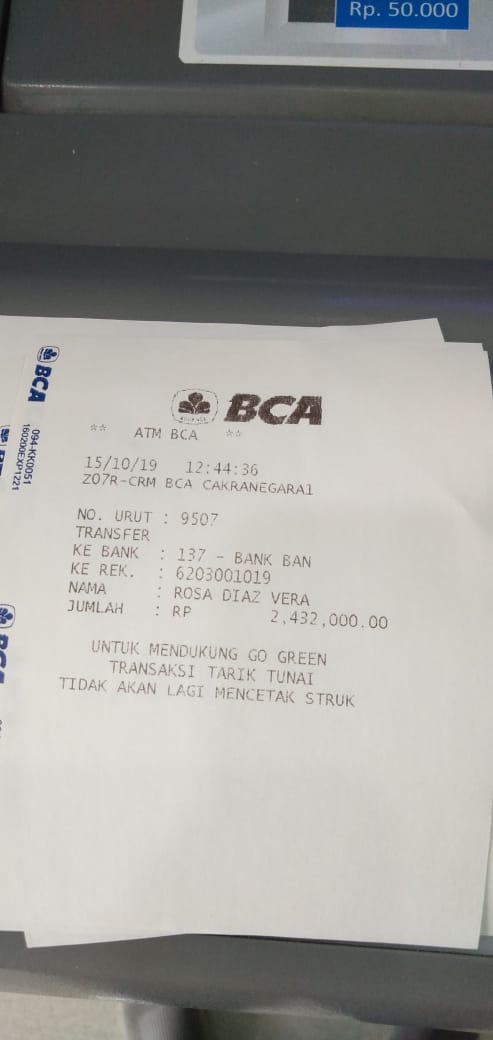 Rp. 50.000
BCA
094-KK0051
160200EXP1221
BCA
** ATM BCA **
15/10/19 12:44:36
Z07R-CRM BCA CAKRANEGARA1
NO. URUT : 9507
TRANSFER
KE BANK : 137 - BANK BAN
KE REK. : 6203001019
NAMA : ROSA DIAZ VERA
JUMLAH : RP 2,432,000.00
UNTUK MENDUKUNG GO GREEN
TRANSAKSI TARIK TUNAI
TIDAK AKAN LAGI MENCETAK STRUK